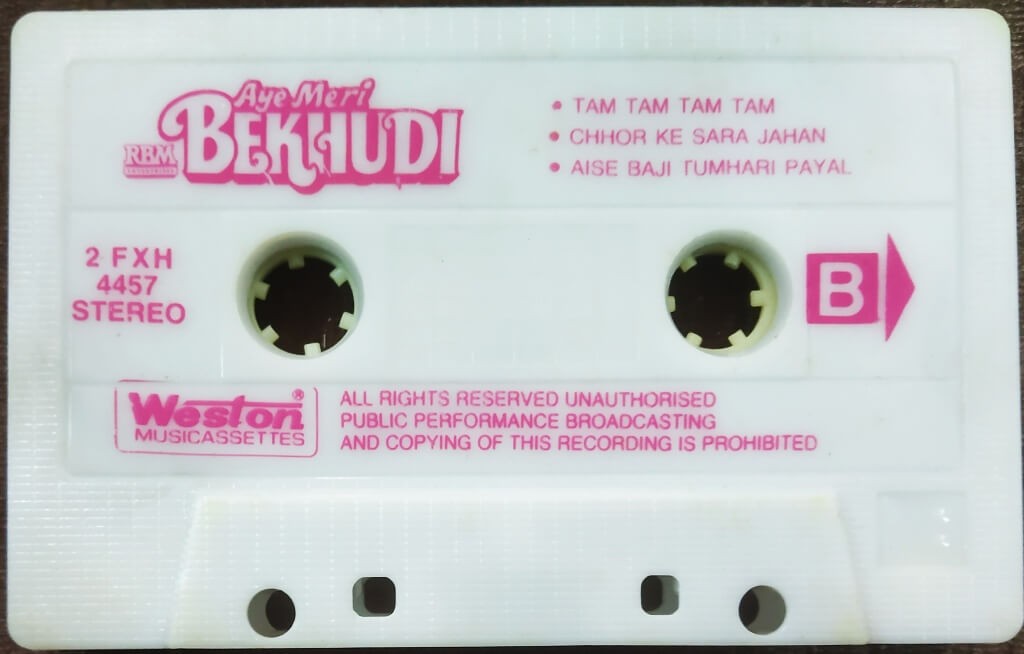 Aye Meri
BEKHUDI
RBM
ENTERPRISES
• TAM TAM TAM TAM
• CHHOR KE SARA JAHAN
• AISE BAJI TUMHARI PAYAL
2 FXH
4457
STEREO
B
Weston®
MUSICASSETTES
ALL RIGHTS RESERVED UNAUTHORISED
PUBLIC PERFORMANCE BROADCASTING
AND COPYING OF THIS RECORDING IS PROHIBITED